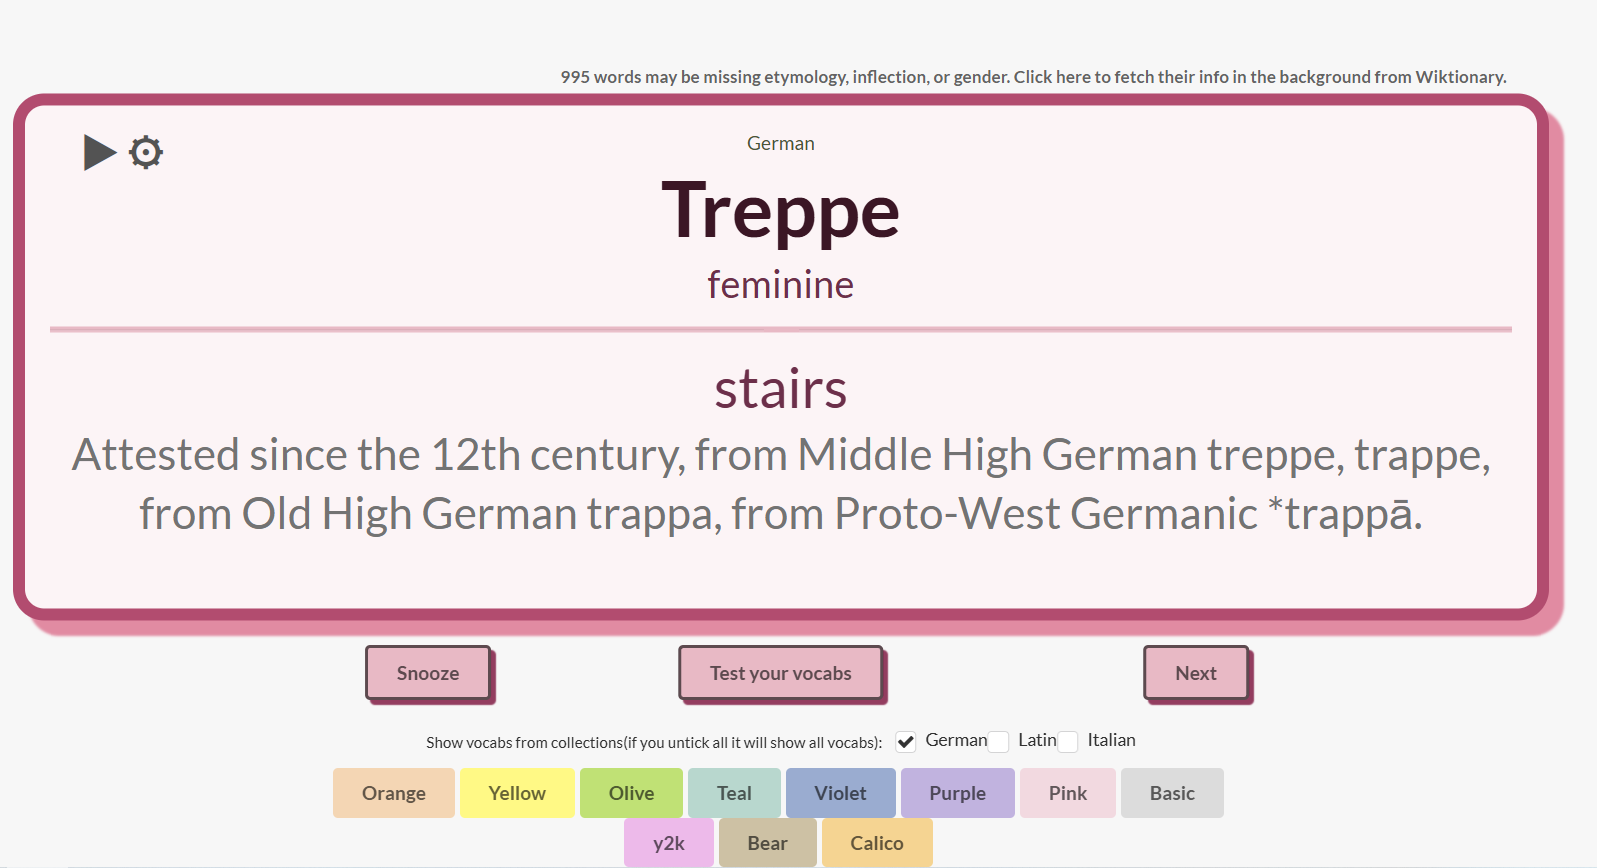 995 words may be missing etymology, inflection, or gender. Click here to fetch their info in the background from Wiktionary.
German
Treppe
feminine
stairs
Attested since the 12th century, from Middle High German treppe, trappe,
from Old High German trappa, from Proto-West Germanic *trappā.
Snooze
Test your vocabs
Next
Show vocabs from collections(if you untick all it will show all vocabs): German Latin Italian
Orange Yellow Olive Teal Violet Purple Pink Basic
y2k Bear Calico